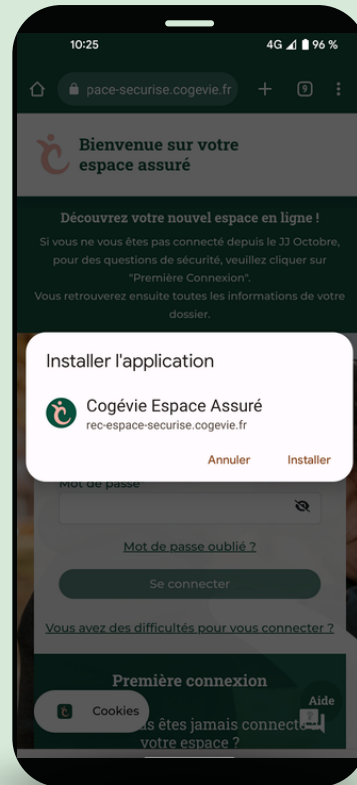 10:25
4G 96 %
pace-securise.cogevie.fr
9
Bienvenue sur votre
espace assuré
Découvrez votre nouvel espace en ligne !
Si vous ne vous êtes pas connecté depuis le JJ Octobre,
pour des questions de sécurité, veuillez cliquer sur
"Première Connexion".
Vous retrouverez ensuite toutes les informations de votre
dossier.
Installer l'application
Cogévie Espace Assuré
rec-espace-securise.cogevie.fr
Annuler Installer
Mot de passe
Mot de passe oublié ?
Se connecter
Vous avez des difficultés pour vous connecter ?
Première connexion
Aide
Cookies
s êtes jamais connecté
votre espace ?